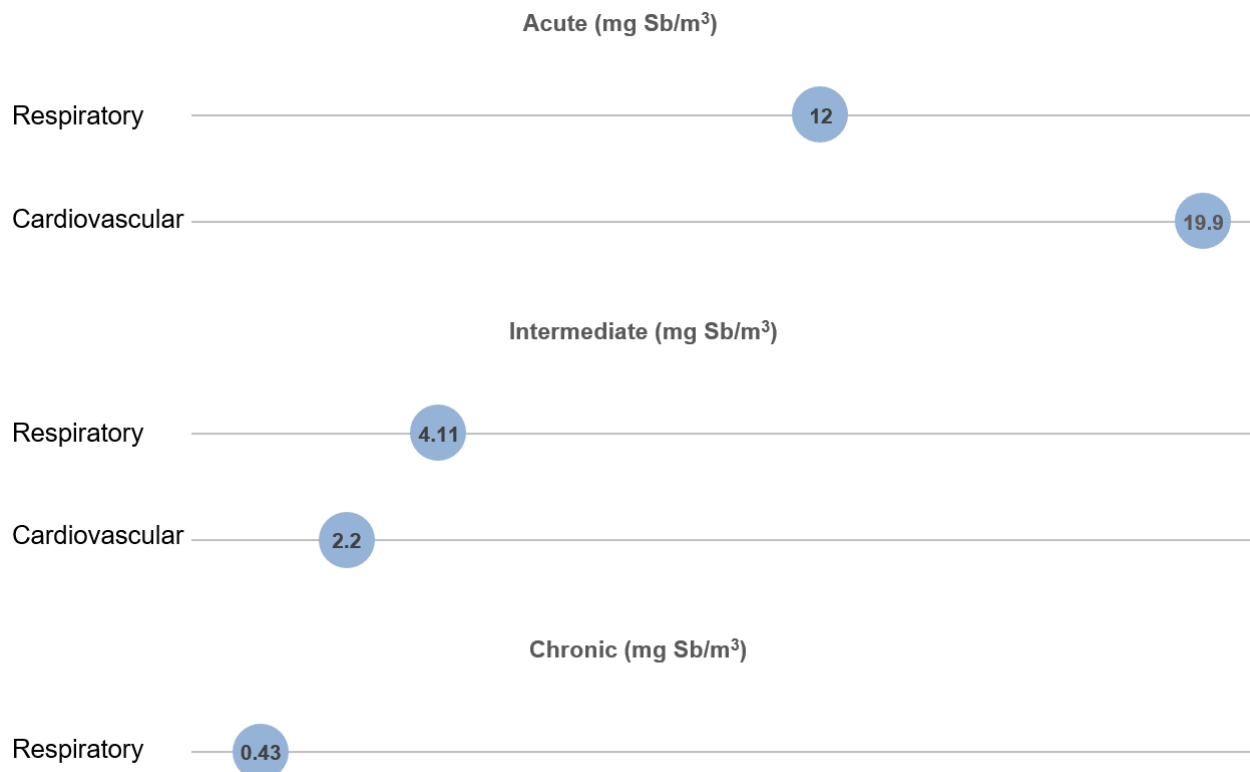 Acute (mg Sb/m³)
Respiratory 12
Cardiovascular 19.9
Intermediate (mg Sb/m³)
Respiratory 4.11
Cardiovascular 2.2
Chronic (mg Sb/m³)
Respiratory 0.43